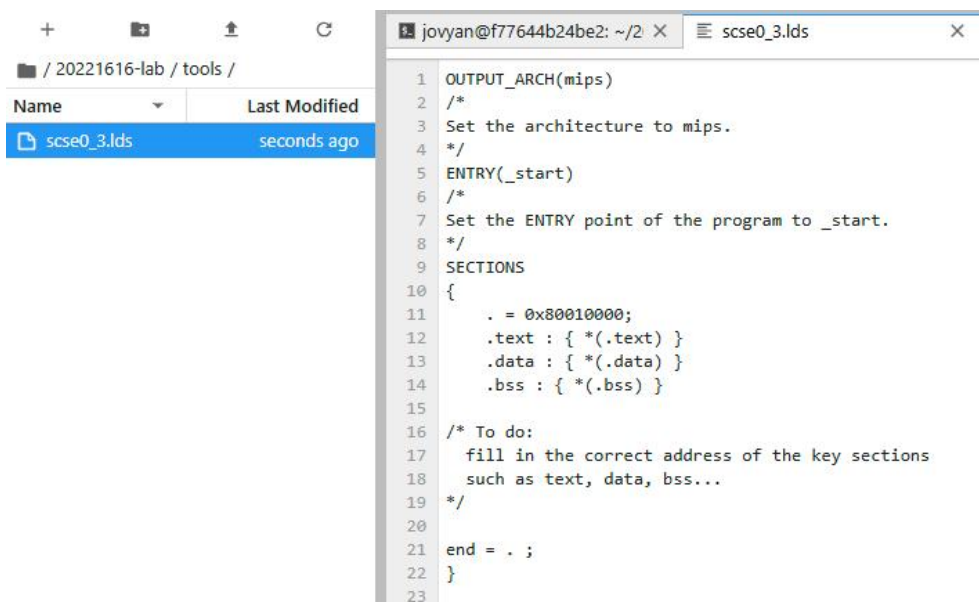 / 20221616-lab / tools /
Name Last Modified
scse0_3.lds seconds ago
jovyan@f77644b24be2: ~/2 scse0_3.lds
1 OUTPUT_ARCH(mips)
2 /*
3 Set the architecture to mips.
4 */
5 ENTRY(_start)
6 /*
7 Set the ENTRY point of the program to _start.
8 */
9 SECTIONS
10 {
11     . = 0x80010000;
12     .text : { *(.text) }
13     .data : { *(.data) }
14     .bss : { *(.bss) }
15
16 /* To do:
17   fill in the correct address of the key sections
18   such as text, data, bss...
19 */
20
21 end = . ;
22 }
23